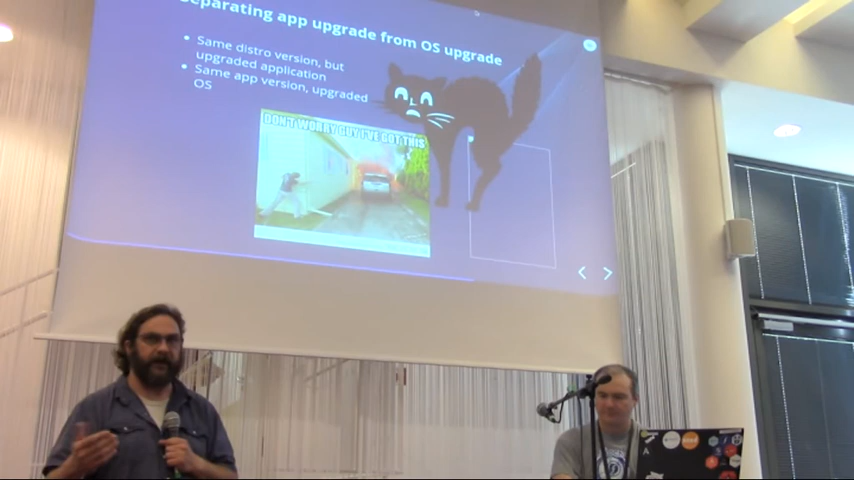 Separating app upgrade from OS upgrade
Same distro version, but
upgraded application
Same app version, upgraded
OS
DON'T WORRY GUY I'VE GOT THIS